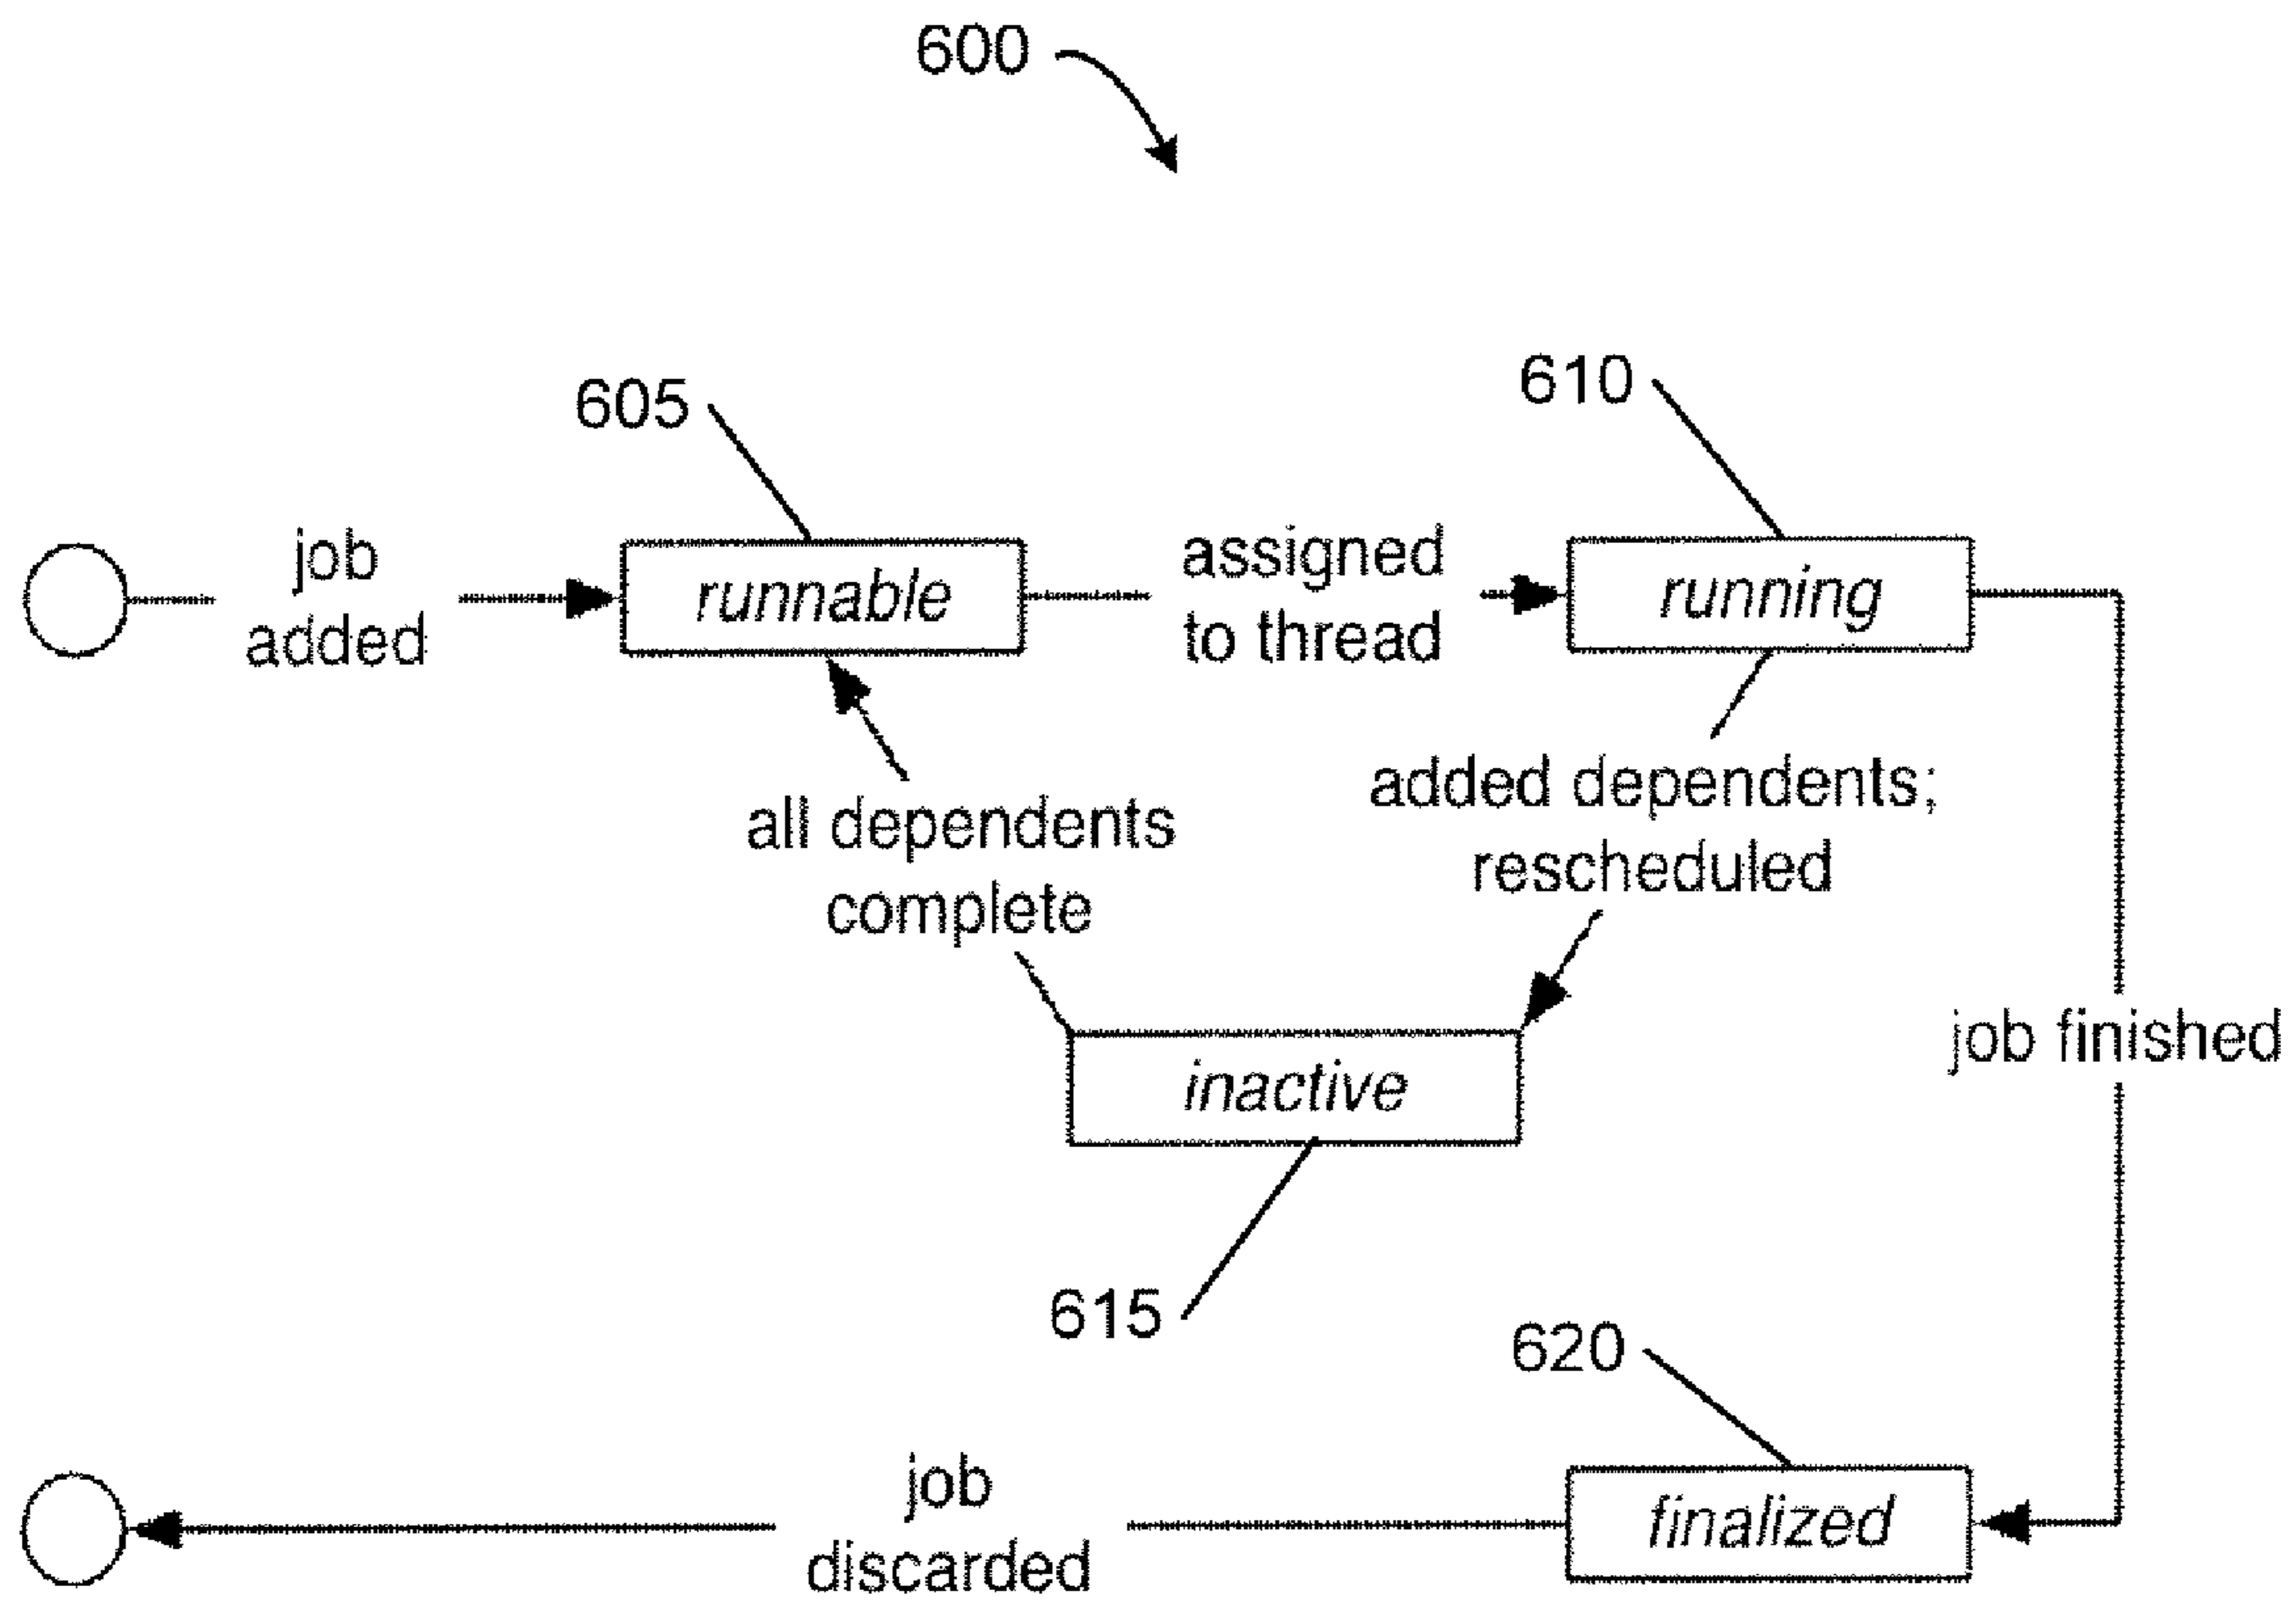 600
605
610
job
added
runnable
assigned
to thread
running
all dependents
complete
added dependents;
rescheduled
inactive
job finished
615
620
job
discarded
finalized